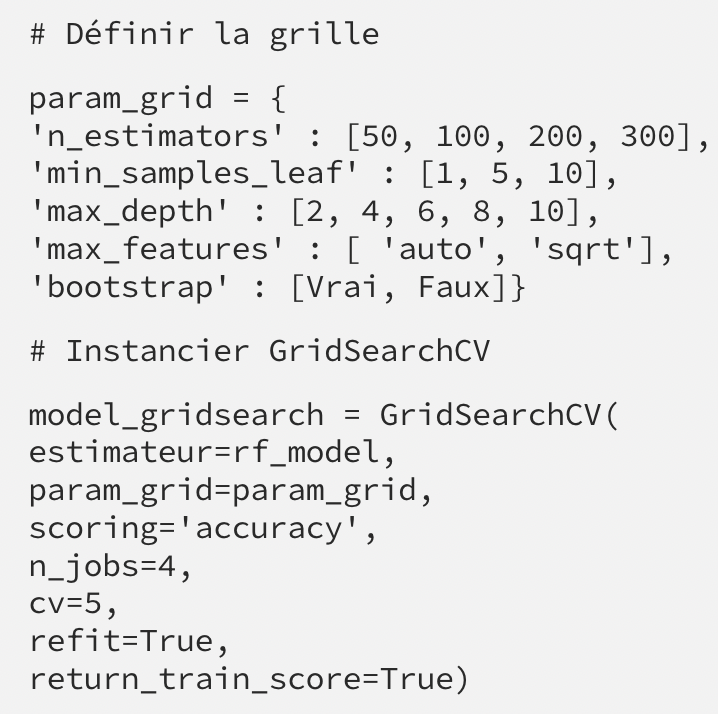 # Définir la grille
param_grid = {
'n_estimators' : [50, 100, 200, 300],
'min_samples_leaf' : [1, 5, 10],
'max_depth' : [2, 4, 6, 8, 10],
'max_features' : [ 'auto', 'sqrt'],
'bootstrap' : [Vrai, Faux]}
# Instancier GridSearchCV
model_gridsearch = GridSearchCV(
estimateur=rf_model,
param_grid=param_grid,
scoring='accuracy',
n_jobs=4,
cv=5,
refit=True,
return_train_score=True)